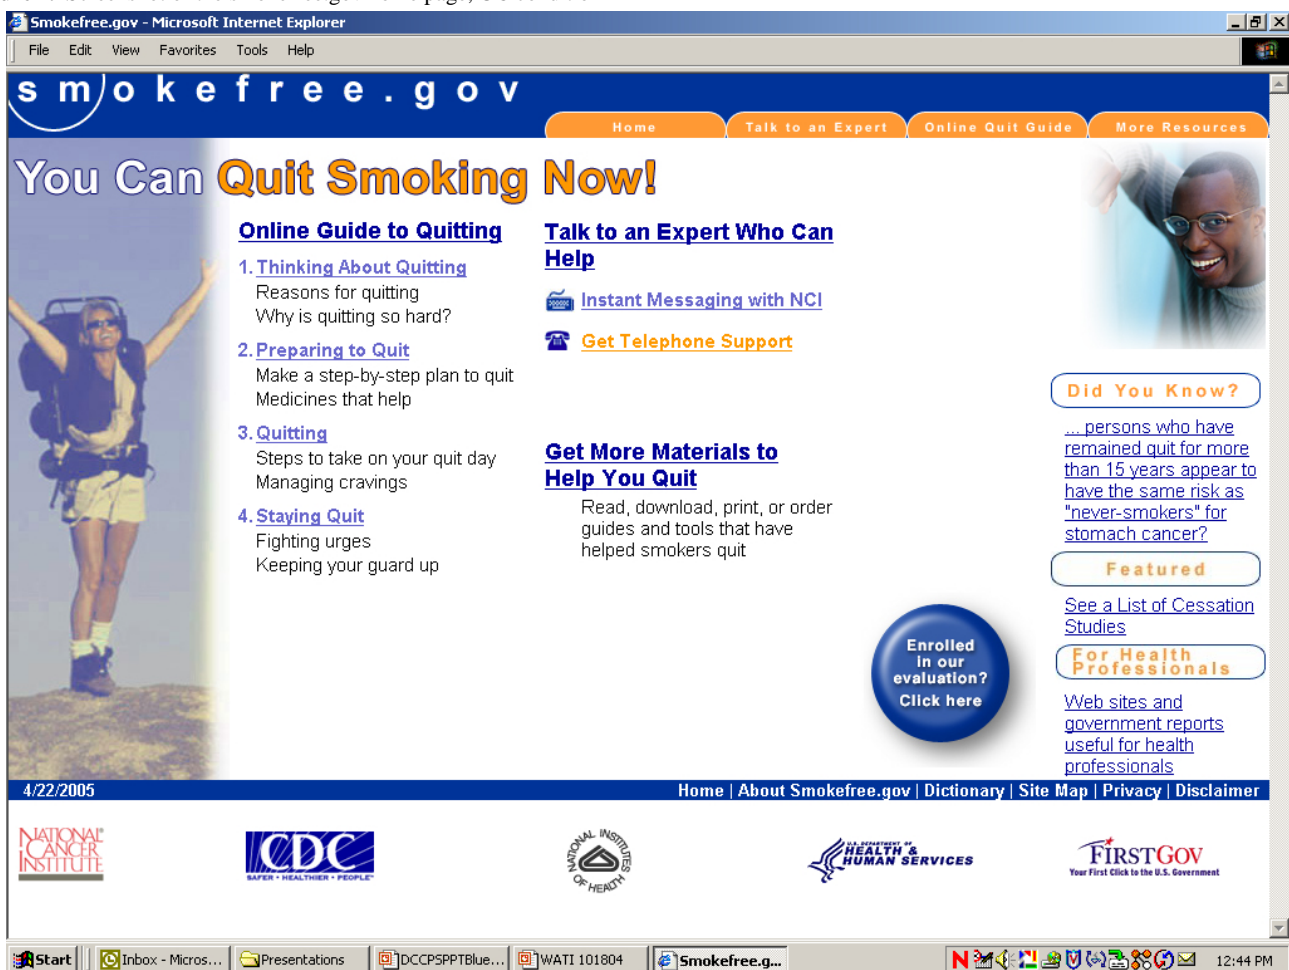 Smokefree.gov - Microsoft Internet Explorer
File Edit View Favorites Tools Help
smokefree.gov
Home Talk to an Expert Online Quit Guide More Resources
You Can Quit Smoking Now!
Online Guide to Quitting
1. Thinking About Quitting
Reasons for quitting
Why is quitting so hard?
2. Preparing to Quit
Make a step-by-step plan to quit
Medicines that help
3. Quitting
Steps to take on your quit day
Managing cravings
4. Staying Quit
Fighting urges
Keeping your guard up
Talk to an Expert Who Can
Help
Instant Messaging with NCI
Get Telephone Support
Get More Materials to
Help You Quit
Read, download, print, or order
guides and tools that have
helped smokers quit
Enrolled
in our
evaluation?
Click here
Did You Know?
... persons who have
remained quit for more
than 15 years appear to
have the same risk as
"never-smokers" for
stomach cancer?
Featured
See a List of Cessation
Studies
For Health
Professionals
Web sites and
government reports
useful for health
professionals
4/22/2005
Home | About Smokefree.gov | Dictionary | Site Map | Privacy | Disclaimer
NATIONAL
CANCER
INSTITUTE
CDC
SAFER • HEALTHIER • PEOPLE™
NATIONAL INSTITUTES OF HEALTH
U.S. DEPARTMENT OF
HEALTH &
HUMAN SERVICES
FIRSTGOV
Your First Click to the U.S. Government
Start Inbox - Micros... Presentations DCCPSPPTBlue... WATI 101804 Smokefree.g... 12:44 PM